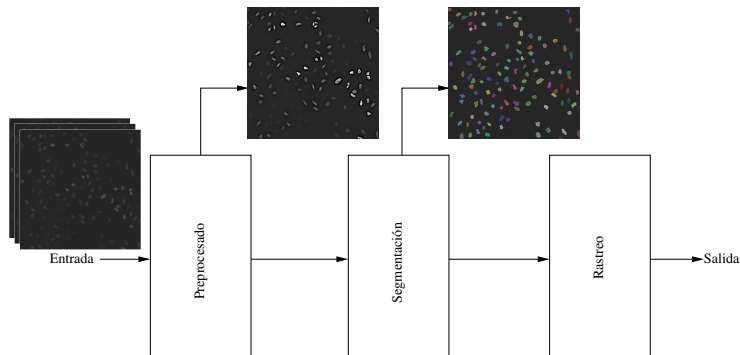 Entrada
Preprocesado
Segmentación
Rastreo
Salida